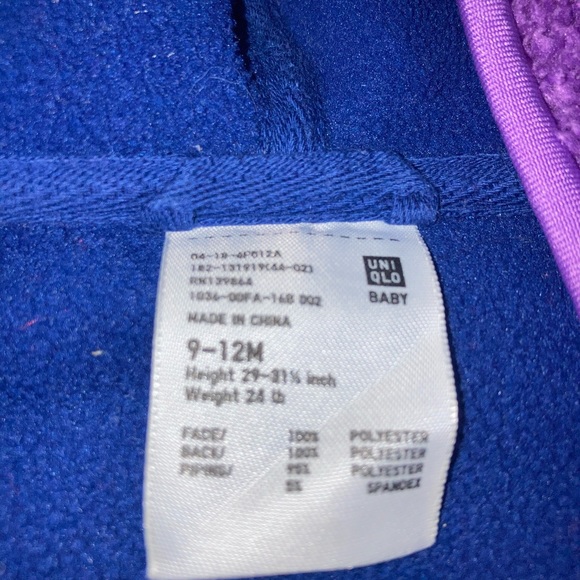 04-18-4F012A
182-131919(44-02)
RN139864
1036-00FA-16B D02
MADE IN CHINA
UNI
QLO
BABY
9-12M
Height 29-31½ inch
Weight 24 lb
FACE/ 100% POLYESTER
BACK/ 100% POLYESTER
PIPING/ 95% POLYESTER
5% SPANDEX